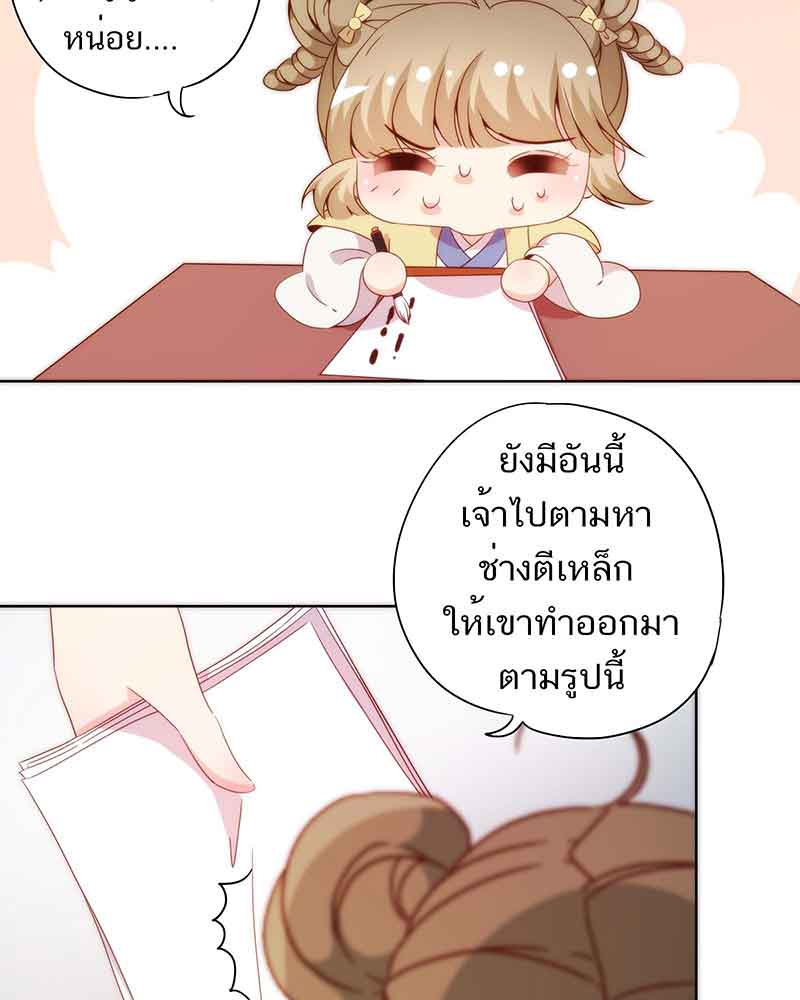 หน่อย....
ยังมีอันนี้
เจ้าไปตามหา
ช่างตีเหล็ก
ให้เขาทำออกมา
ตามรูปนี้